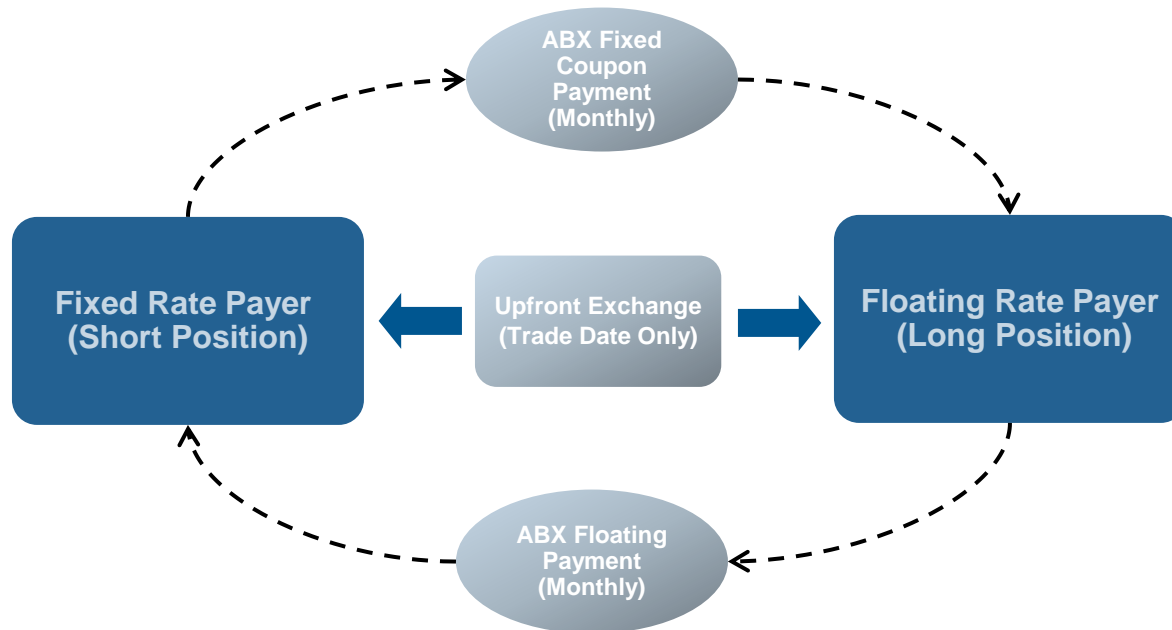 ABX Fixed
Coupon
Payment
(Monthly)
Fixed Rate Payer
(Short Position)
Upfront Exchange
(Trade Date Only)
Floating Rate Payer
(Long Position)
ABX Floating
Payment
(Monthly)